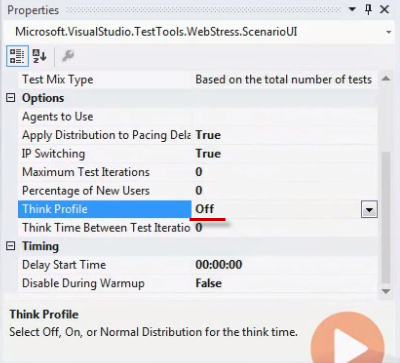 Properties
Microsoft.VisualStudio.TestTools.WebStress.ScenarioUI
Test Mix Type Based on the total number of tests
Options
Agents to Use
Apply Distribution to Pacing Dela True
IP Switching True
Maximum Test Iterations 0
Percentage of New Users 0
Think Profile Off
Think Time Between Test Iteratio 0
Timing
Delay Start Time 00:00:00
Disable During Warmup False
Think Profile
Select Off, On, or Normal Distribution for the think time.